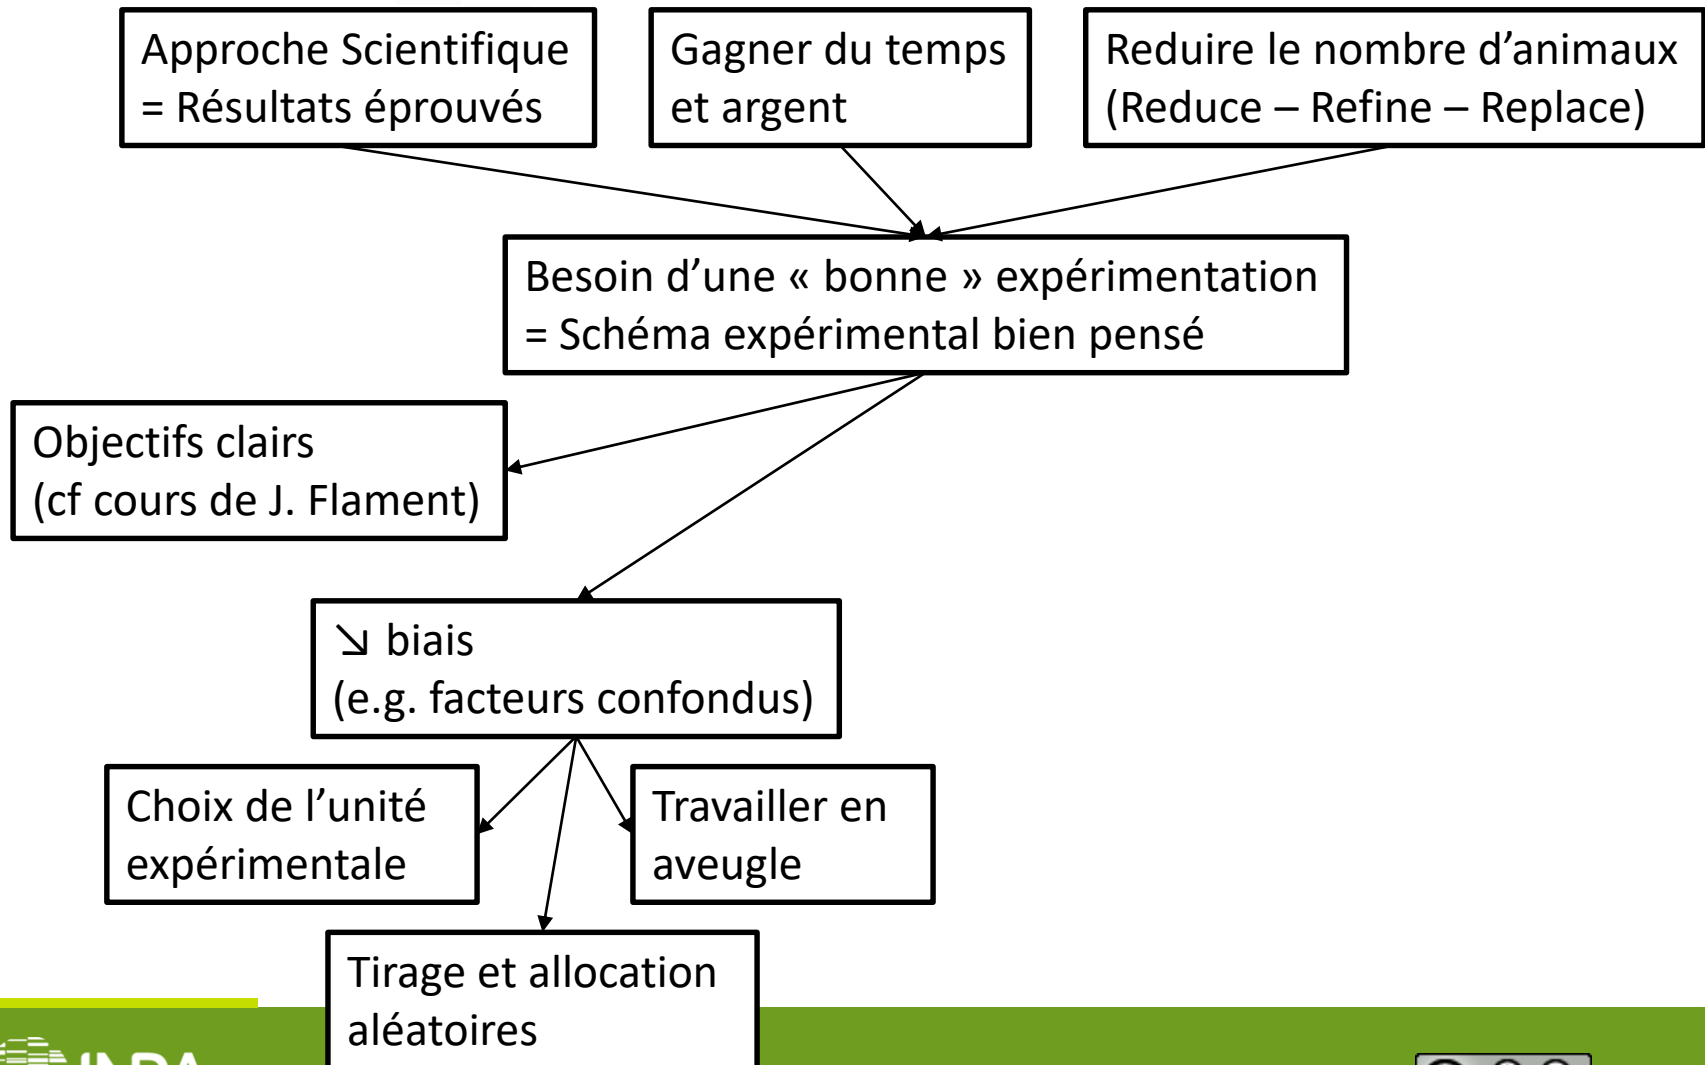 Approche Scientifique
= Résultats éprouvés
Gagner du temps
et argent
Reduire le nombre d’animaux
(Reduce – Refine – Replace)
Besoin d’une « bonne » expérimentation
= Schéma expérimental bien pensé
Objectifs clairs
(cf cours de J. Flament)
↘ biais
(e.g. facteurs confondus)
Choix de l’unité
expérimentale
Travailler en
aveugle
Tirage et allocation
aléatoires